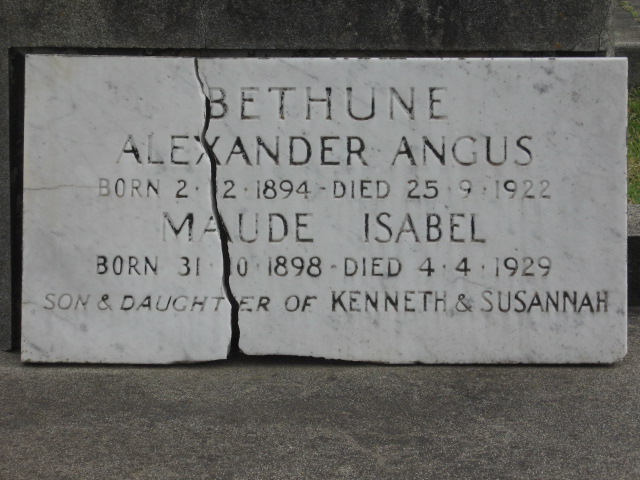 BETHUNE
ALEXANDER ANGUS
BORN 2·12·1894 - DIED 25·9·1922
MAUDE ISABEL
BORN 31·10·1898 - DIED 4·4·1929
SON & DAUGHTER OF KENNETH & SUSANNAH